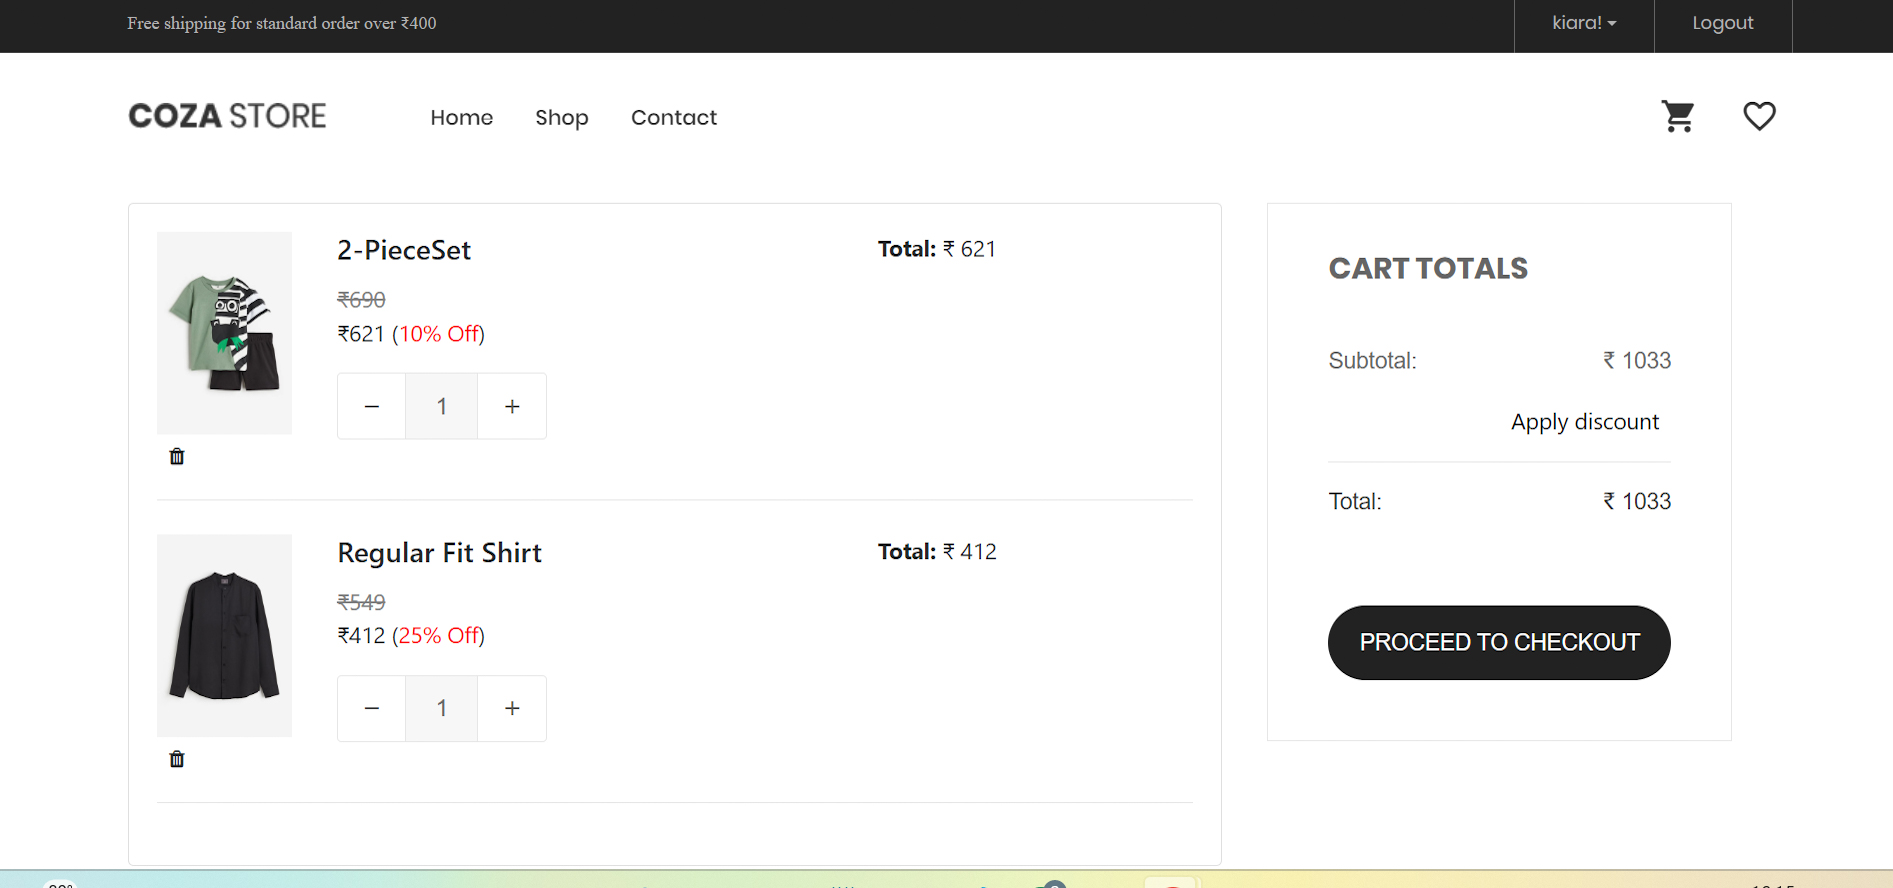 Free shipping for standard order over ₹400
kiara!
Logout
COZA STORE
Home
Shop
Contact
2-PieceSet
Total: ₹ 621
₹690
₹621 (10% Off)
− 1 +
Regular Fit Shirt
Total: ₹ 412
₹549
₹412 (25% Off)
− 1 +
CART TOTALS
Subtotal: ₹ 1033
Apply discount
Total: ₹ 1033
PROCEED TO CHECKOUT